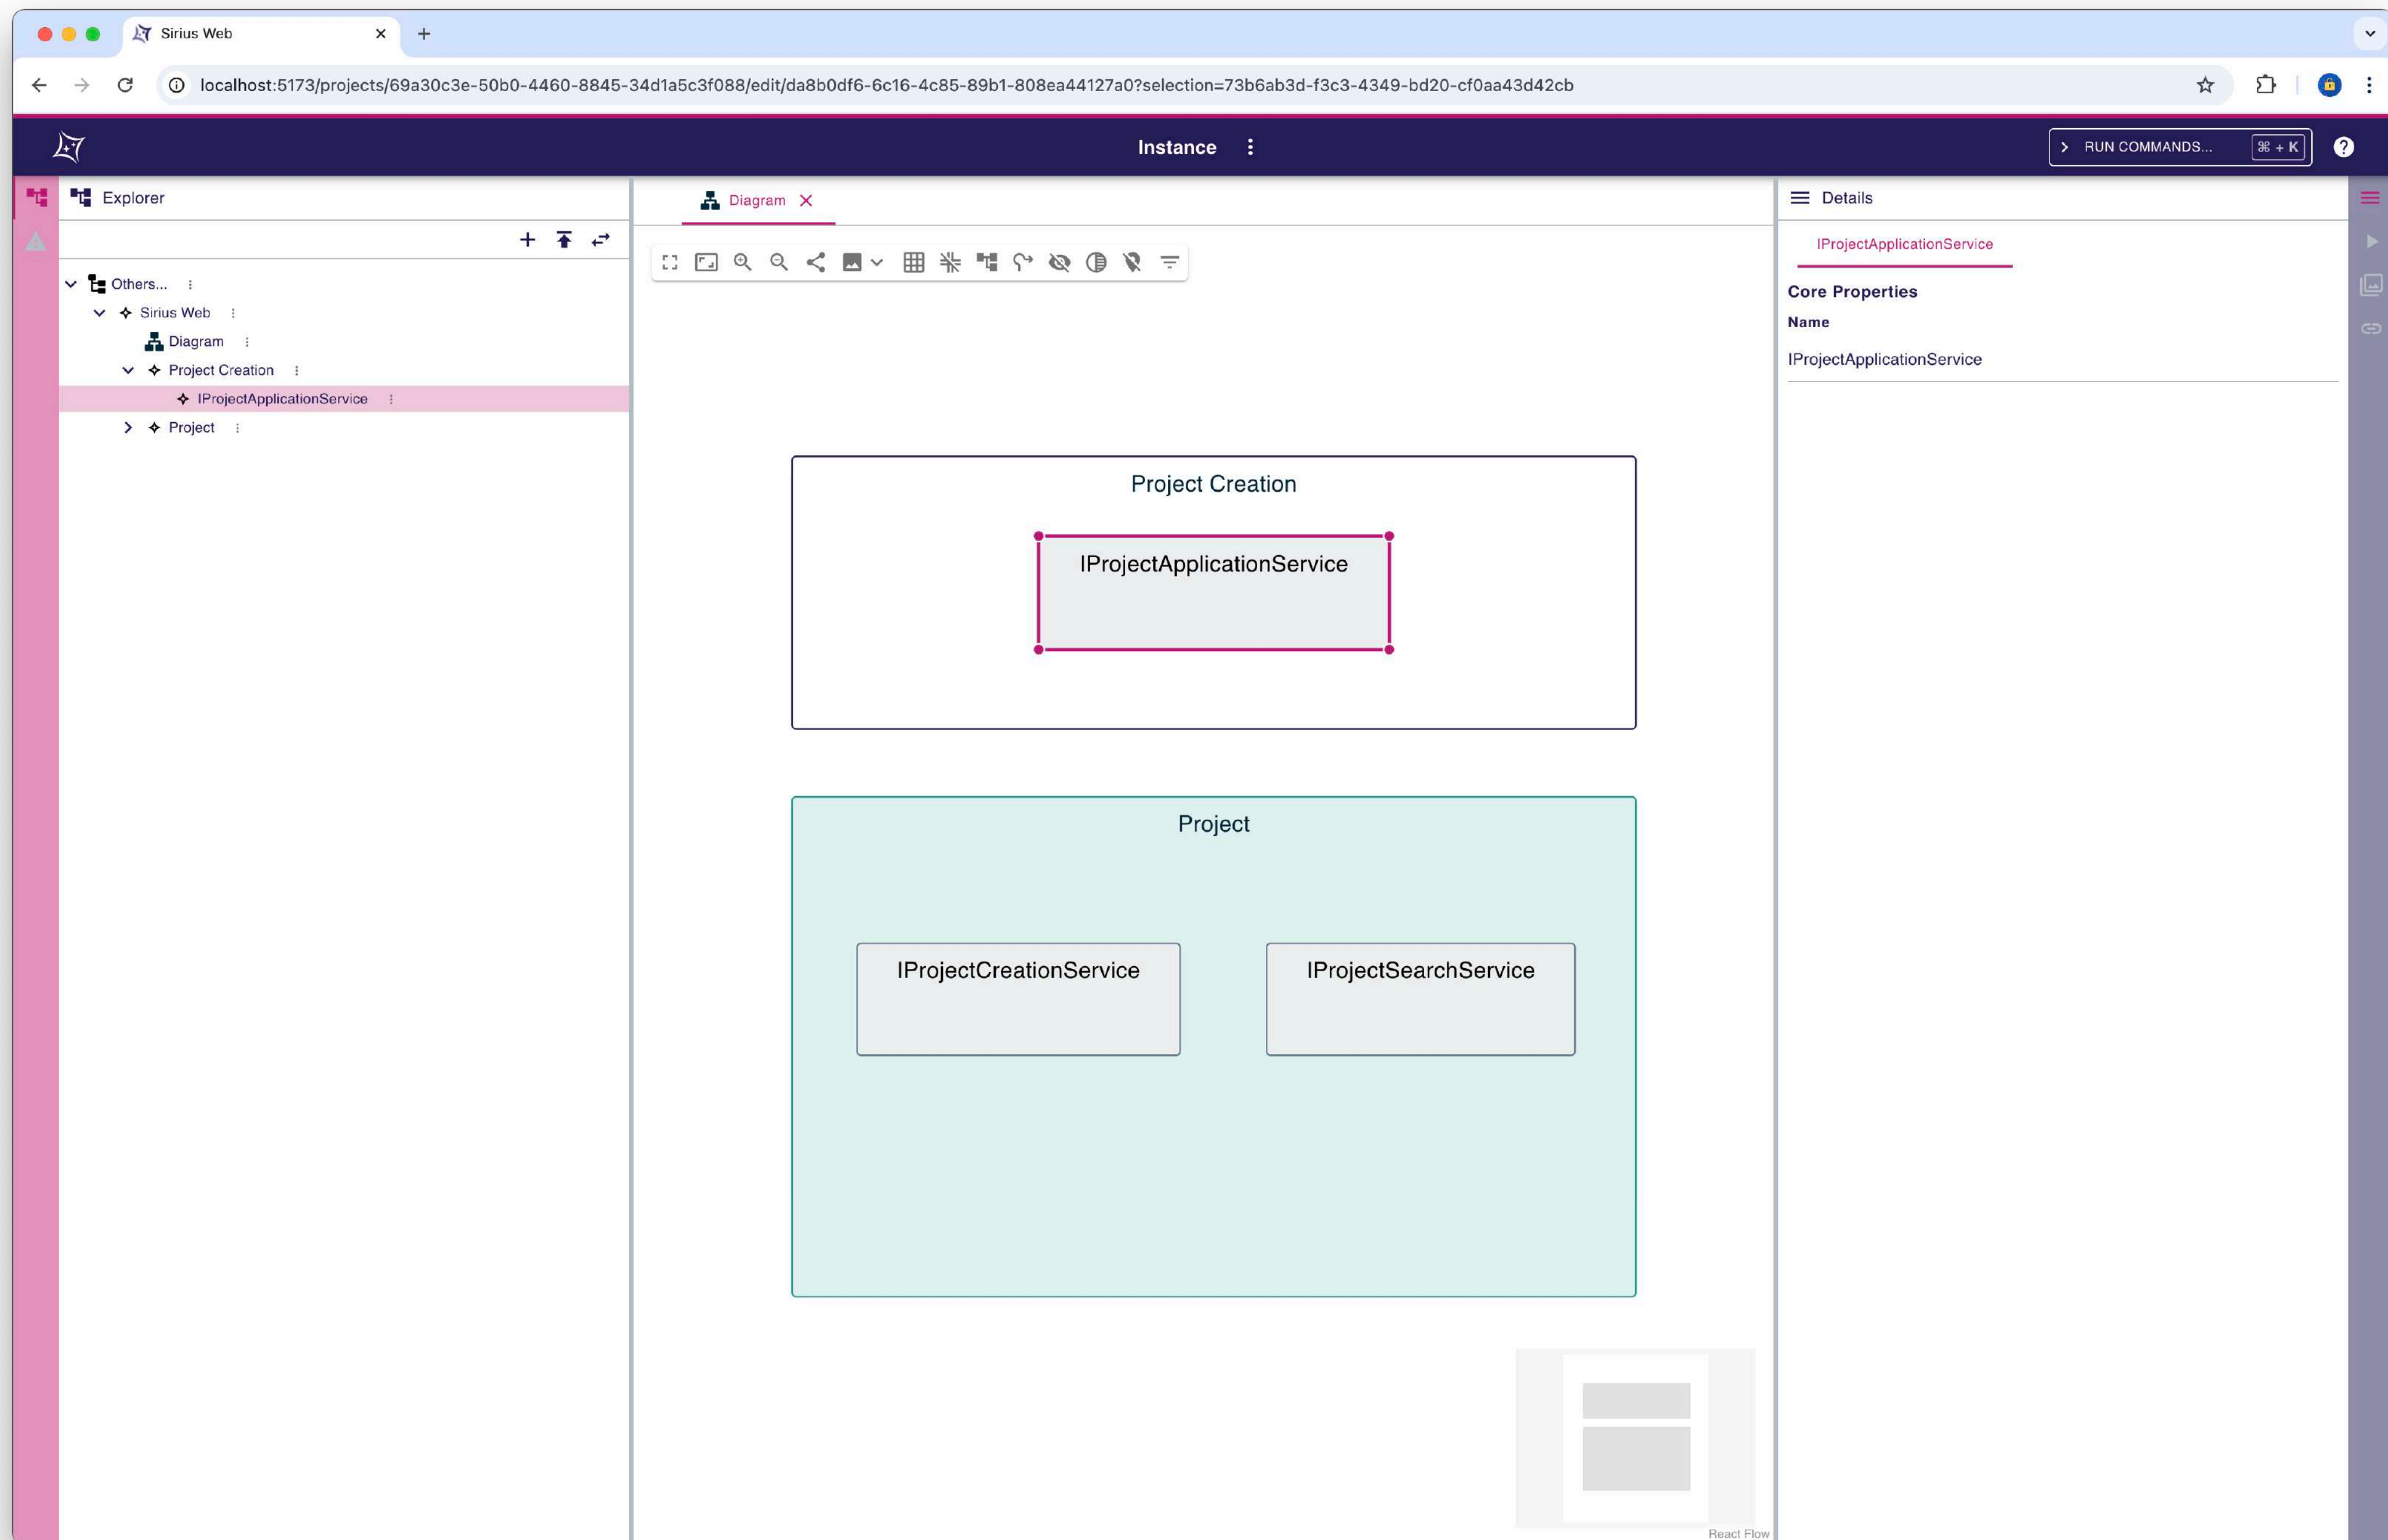 Sirius Web
localhost:5173/projects/69a30c3e-50b0-4460-8845-34d1a5c3f088/edit/da8b0df6-6c16-4c85-89b1-808ea44127a0?selection=73b6ab3d-f3c3-4349-bd20-cf0aa43d42cb
Instance
RUN COMMANDS...
⌘ + K
Explorer
Others...
Sirius Web
Diagram
Project Creation
IProjectApplicationService
Project
Diagram
Project Creation
IProjectApplicationService
Project
IProjectCreationService
IProjectSearchService
React Flow
Details
IProjectApplicationService
Core Properties
Name
IProjectApplicationService